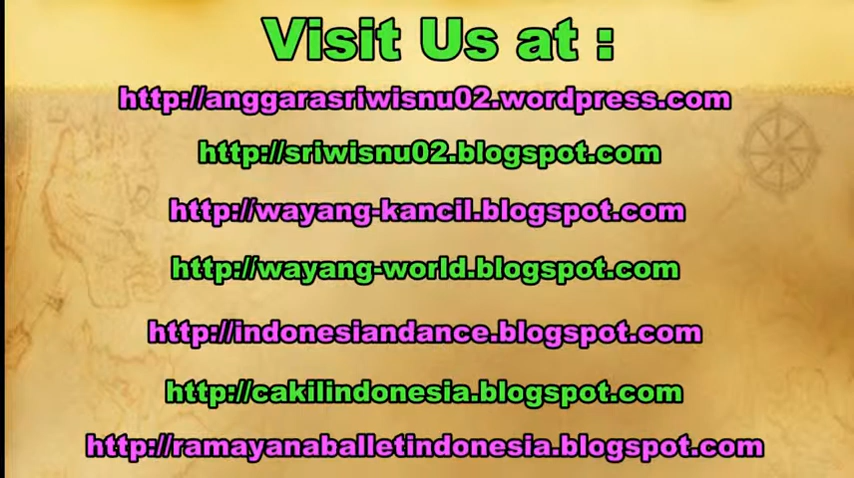 Visit Us at :
http://anggarasriwisnu02.wordpress.com
http://sriwisnu02.blogspot.com
http://wayang-kancil.blogspot.com
http://wayang-world.blogspot.com
http://indonesiandance.blogspot.com
http://cakilindonesia.blogspot.com
http://ramayanaballetindonesia.blogspot.com